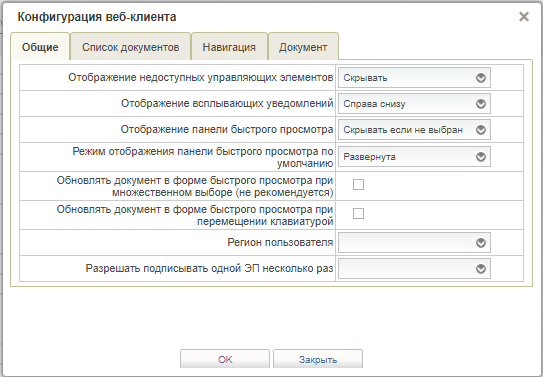 Конфигурация веб-клиента
Общие Список документов Навигация Документ
Отображение недоступных управляющих элементов Скрывать
Отображение всплывающих уведомлений Справа снизу
Отображение панели быстрого просмотра Скрывать если не выбран
Режим отображения панели быстрого просмотра по
умолчанию Развернута
Обновлять документ в форме быстрого просмотра при
множественном выборе (не рекомендуется)
Обновлять документ в форме быстрого просмотра при
перемещении клавиатурой
Регион пользователя
Разрешать подписывать одной ЭП несколько раз
OK Закрыть